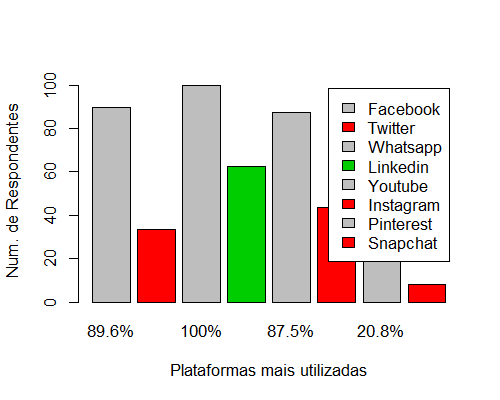 Num. de Respondentes
100
80
60
40
20
0
Facebook
Twitter
Whatsapp
Linkedin
Youtube
Instagram
Pinterest
Snapchat
89.6% 100% 87.5% 20.8%
Plataformas mais utilizadas